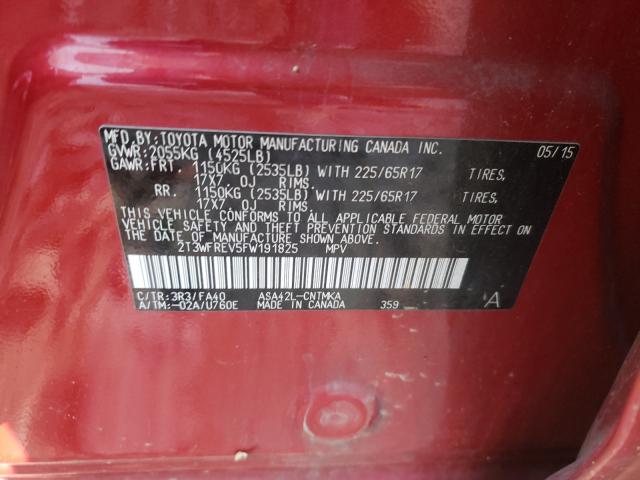 MFD BY: TOYOTA MOTOR MANUFACTURING CANADA INC.
GVWR: 2055KG (4525LB) 05/15
GAWR: FRT. 1150KG (2535LB) WITH 225/65R17 TIRES,
17X7.0J RIMS.
RR. 1150KG (2535LB) WITH 225/65R17 TIRES,
17X7.0J RIMS.
THIS VEHICLE CONFORMS TO ALL APPLICABLE FEDERAL MOTOR
VEHICLE SAFETY AND THEFT PREVENTION STANDARDS IN EFFECT ON THE
DATE OF MANUFACTURE SHOWN ABOVE.
2T3WFREV5FW191825 MPV
C/TR:3R3/FA40 ASA42L-CNTMKA
A/TM:-02A/U760E MADE IN CANADA 359 A